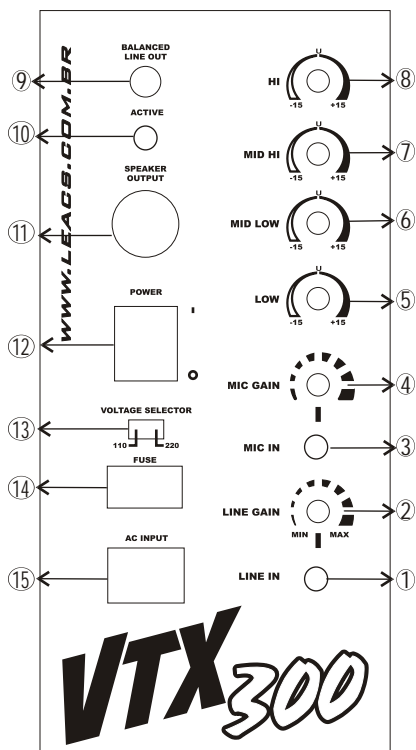 BALANCED
LINE OUT
⑨
ACTIVE
⑩
SPEAKER
OUTPUT
⑪
WWW.LEACS.COM.BR
POWER
I
O
⑫
VOLTAGE SELECTOR
110 220
⑬
FUSE
⑭
AC INPUT
⑮
U
HI
-15 +15
⑧
U
MID HI
-15 +15
⑦
U
MID LOW
-15 +15
⑥
U
LOW
-15 +15
⑤
MIC GAIN
④
MIC IN
③
LINE GAIN
MIN MAX
②
LINE IN
①
VTX 300